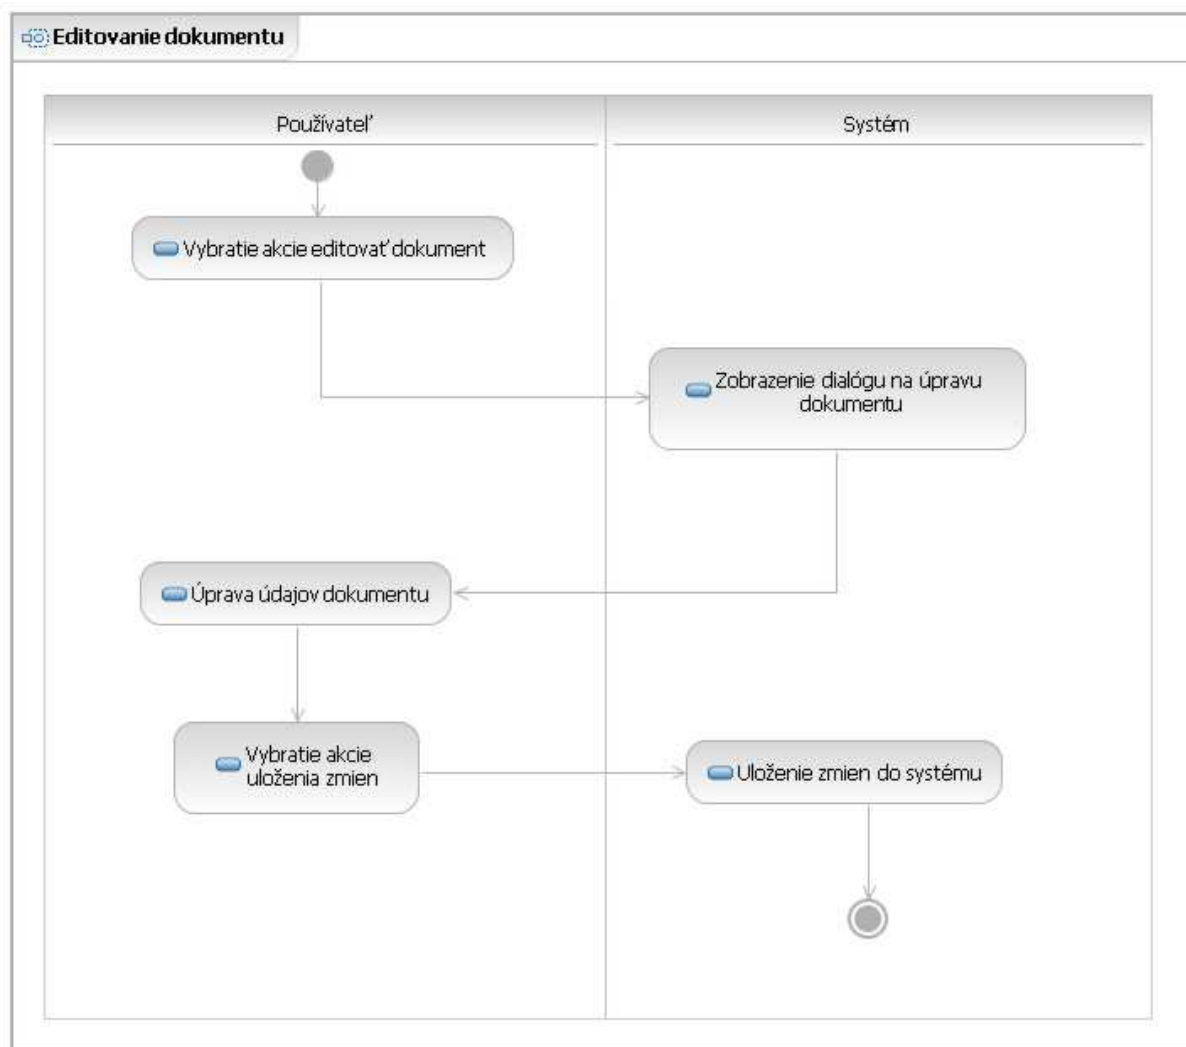 Editovanie dokumentu
Používateľ
Systém
Vybratie akcie editovať dokument
Zobrazenie dialógu na úpravu
dokumentu
Úprava údajov dokumentu
Vybratie akcie
uloženia zmien
Uloženie zmien do systému